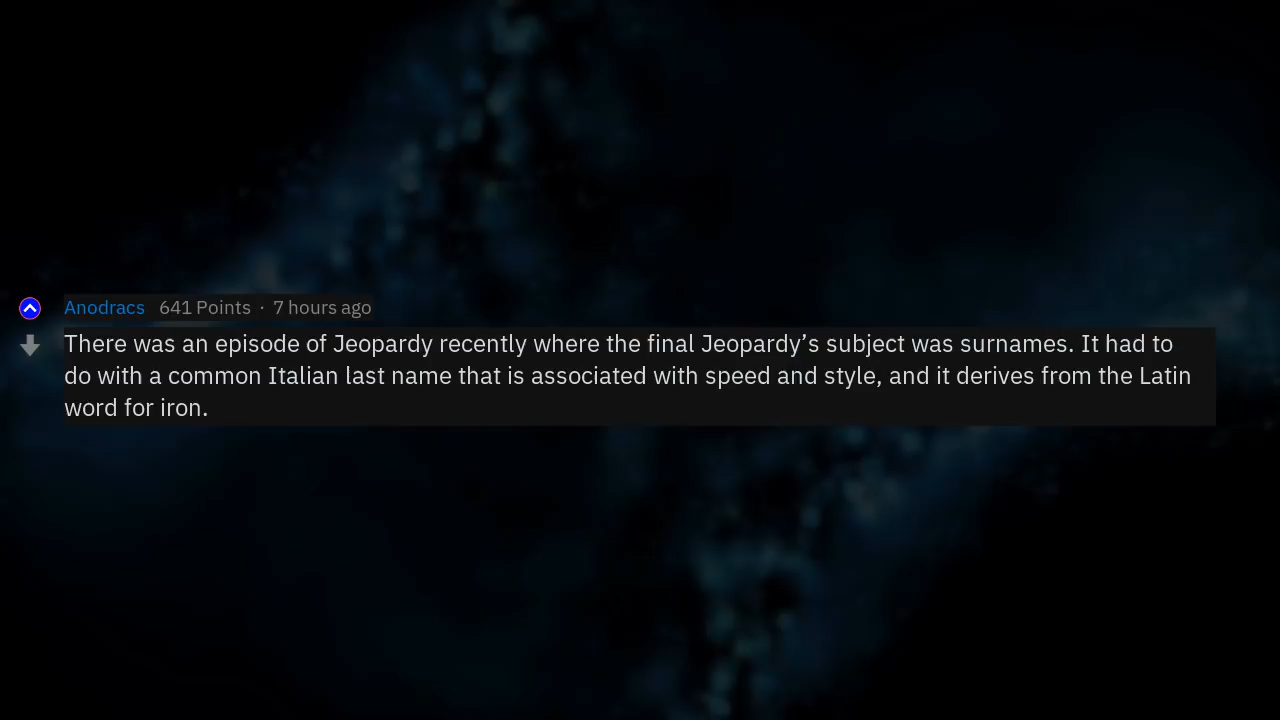 Anodracs 641 Points · 7 hours ago
There was an episode of Jeopardy recently where the final Jeopardy’s subject was surnames. It had to
do with a common Italian last name that is associated with speed and style, and it derives from the Latin
word for iron.